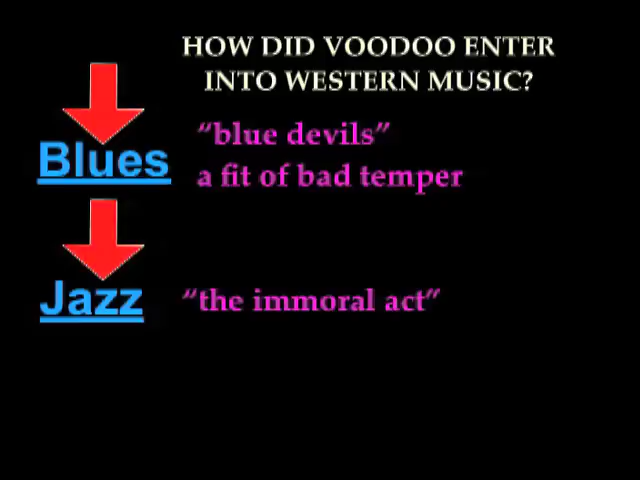 HOW DID VOODOO ENTER
INTO WESTERN MUSIC?
Blues
"blue devils"
a fit of bad temper
Jazz
"the immoral act"